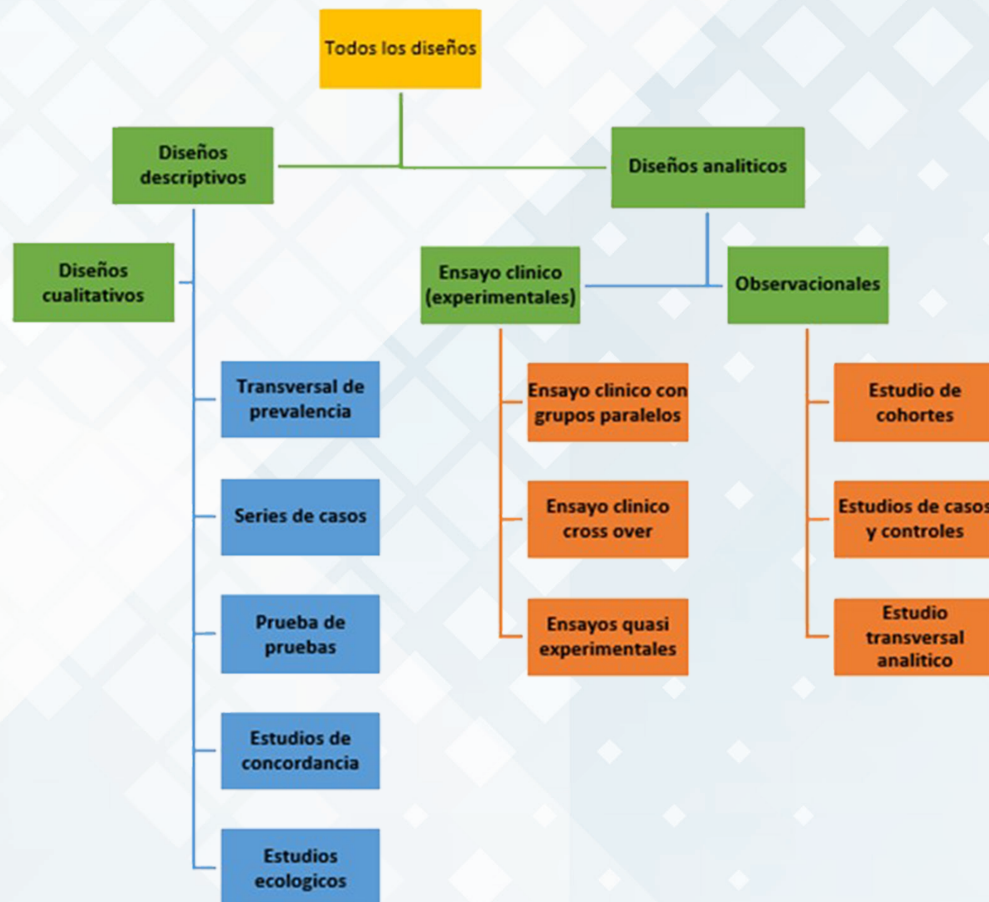 Todos los diseños
Diseños
descriptivos
Diseños analiticos
Diseños
cualitativos
Ensayo clinico
(experimentales)
Observacionales
Transversal de
prevalencia
Series de casos
Prueba de
pruebas
Estudios de
concordancia
Estudios
ecologicos
Ensayo clinico con
grupos paralelos
Ensayo clinico
cross over
Ensayos quasi
experimentales
Estudio de
cohortes
Estudios de casos
y controles
Estudio
transversal
analitico